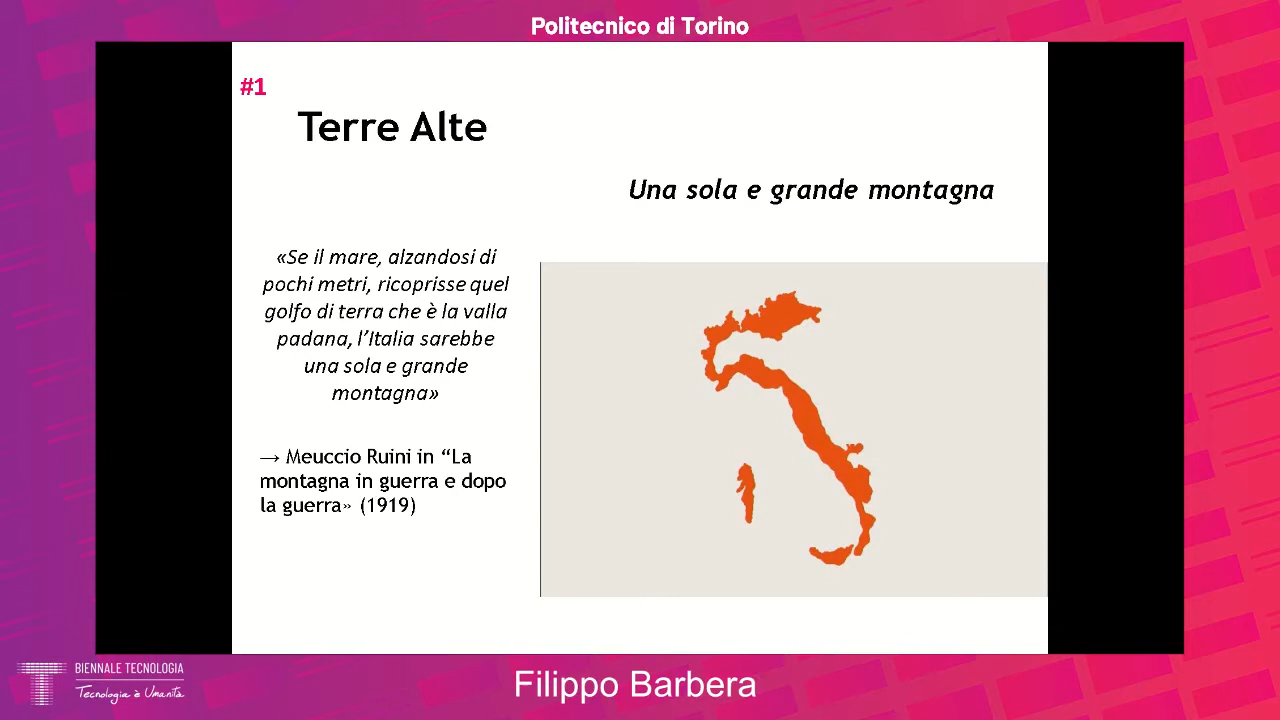 Politecnico di Torino
#1
Terre Alte
Una sola e grande montagna
«Se il mare, alzandosi di
pochi metri, ricoprisse quel
golfo di terra che è la valla
padana, l’Italia sarebbe
una sola e grande
montagna»
→ Meuccio Ruini in “La
montagna in guerra e dopo
la guerra» (1919)
BIENNALE TECNOLOGIA
Tecnologia è Umanità
Filippo Barbera